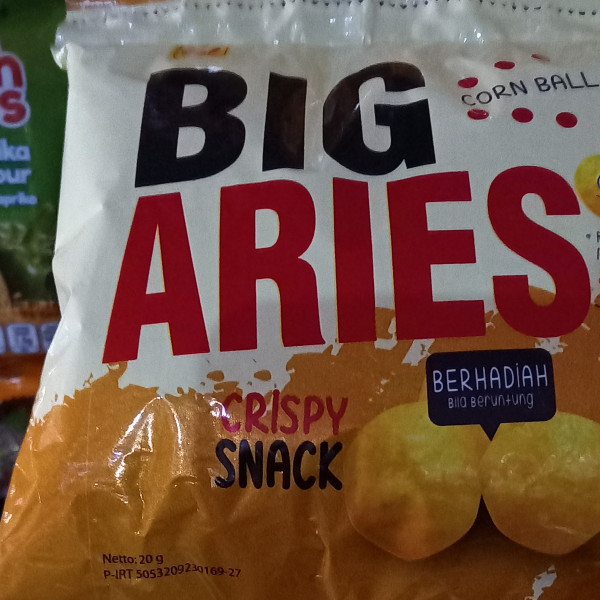 BIG
ARIES
CORN BALL
CRISPY
SNACK
BERHADIAH
Bila Beruntung
Netto: 20 g
P-IRT 5053209230169-27